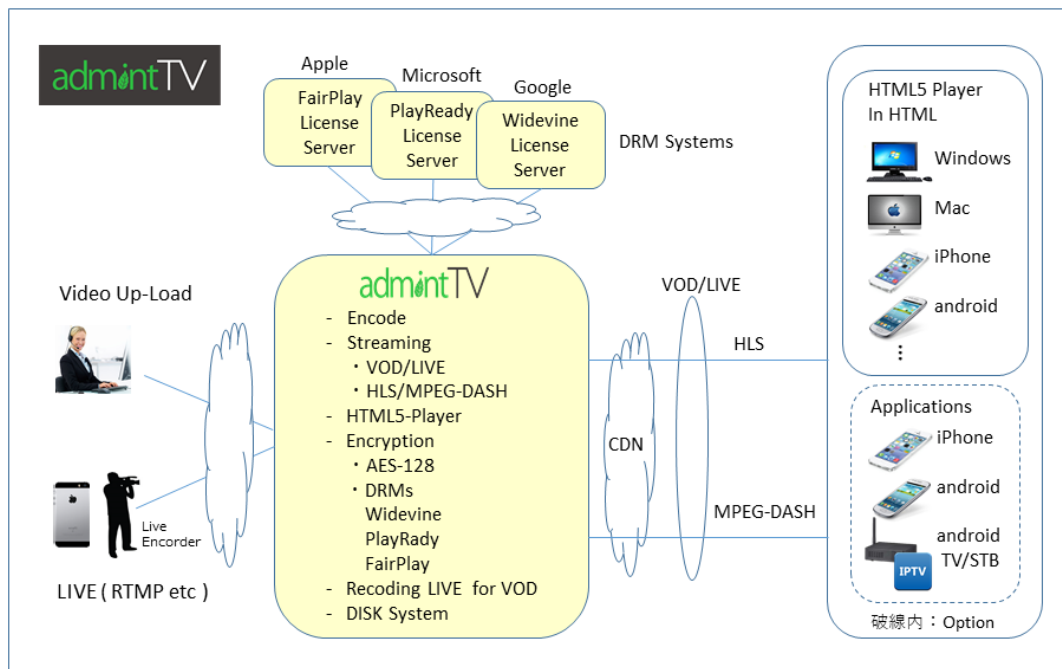 admintTV
Apple
Microsoft
Google
FairPlay
License
Server
PlayReady
License
Server
Widevine
License
Server
DRM Systems
Video Up-Load
Live
Encorder
LIVE ( RTMP etc )
admintTV
- Encode
- Streaming
・VOD/LIVE
・HLS/MPEG-DASH
- HTML5-Player
- Encryption
・AES-128
・DRMs
Widevine
PlayRady
FairPlay
- Recoding LIVE for VOD
- DISK System
CDN
VOD/LIVE
HLS
MPEG-DASH
HTML5 Player
In HTML
Windows
Mac
iPhone
android
⋮
Applications
iPhone
android
android
TV/STB
IPTV
破線内：Option